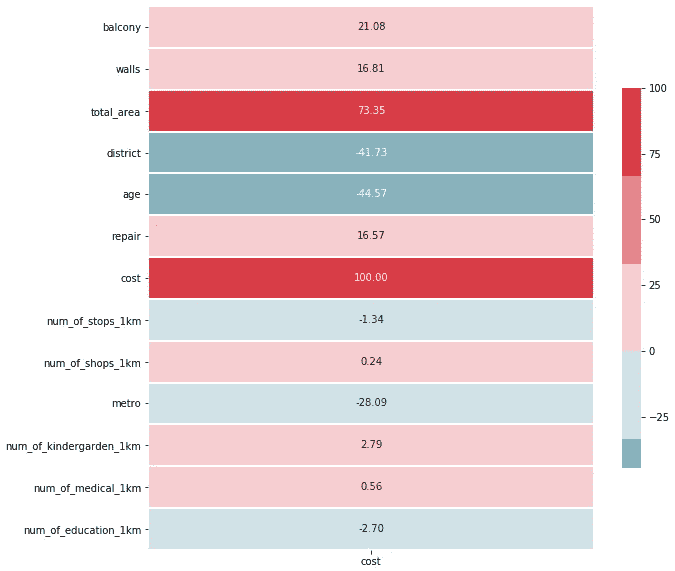 balcony 21.08
walls 16.81
total_area 73.35
district -41.73
age -44.57
repair 16.57
cost 100.00
num_of_stops_1km -1.34
num_of_shops_1km 0.24
metro -28.09
num_of_kindergarden_1km 2.79
num_of_medical_1km 0.56
num_of_education_1km -2.70
cost
100
75
50
25
0
−25